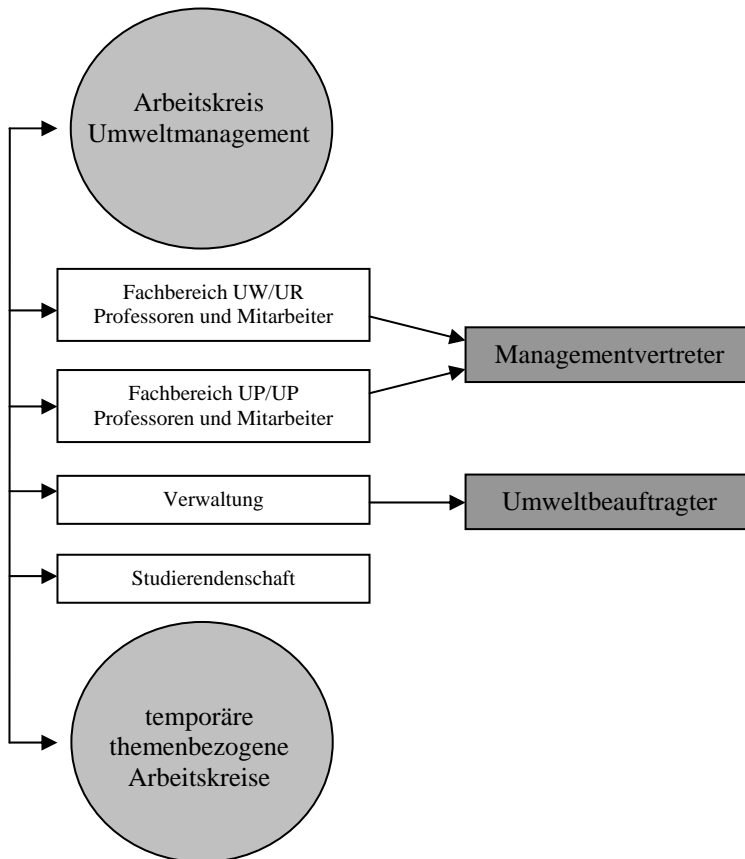 Arbeitskreis
Umweltmanagement
Fachbereich UW/UR
Professoren und Mitarbeiter
Managementvertreter
Fachbereich UP/UP
Professoren und Mitarbeiter
Verwaltung
Umweltbeauftragter
Studierendenschaft
temporäre
themenbezogene
Arbeitskreise